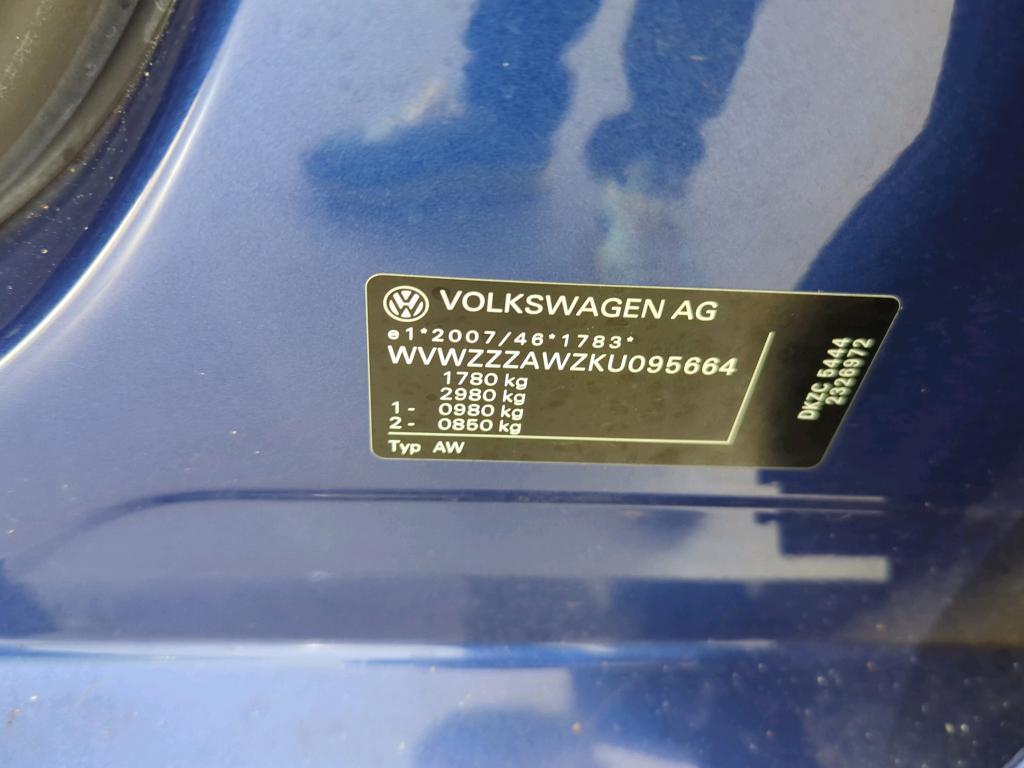 VOLKSWAGEN AG
e1*2007/46*1783*
WVWZZZAWZKU095664
1780 kg
2980 kg
1- 0980 kg
2- 0850 kg
Typ AW
DKZC 5444
2326972